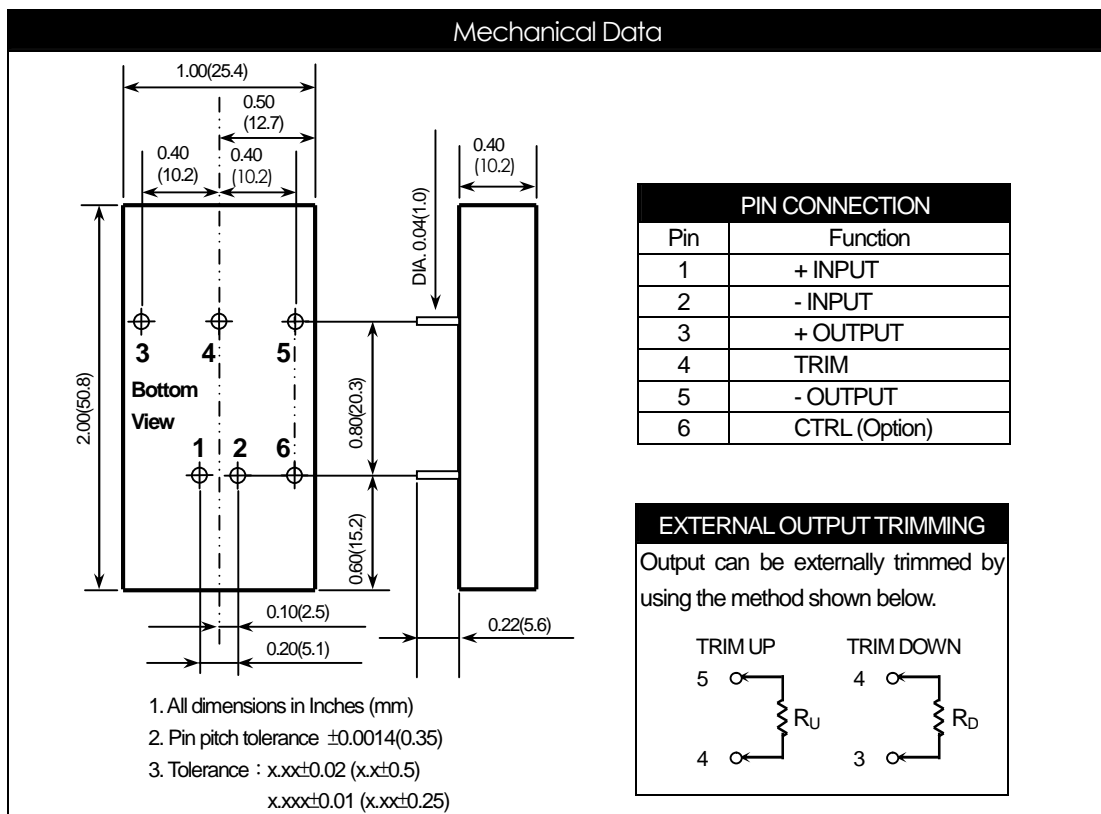 Mechanical Data
1.00(25.4)
0.50
(12.7)
0.40
(10.2)
0.40
(10.2)
DIA. 0.04(1.0)
0.40
(10.2)
3
4
5
Bottom
View
2.00(50.8)
0.80(20.3)
1
2
6
0.60(15.2)
0.10(2.5)
0.20(5.1)
0.22(5.6)
1. All dimensions in Inches (mm)
2. Pin pitch tolerance ±0.0014(0.35)
3. Tolerance：x.xx±0.02 (x.x±0.5)
x.xxx±0.01 (x.xx±0.25)
PIN CONNECTION
Pin Function
1 + INPUT
2 - INPUT
3 + OUTPUT
4 TRIM
5 - OUTPUT
6 CTRL (Option)
EXTERNAL OUTPUT TRIMMING
Output can be externally trimmed by
using the method shown below.
TRIM UP TRIM DOWN
5 4
RU RD
4 3